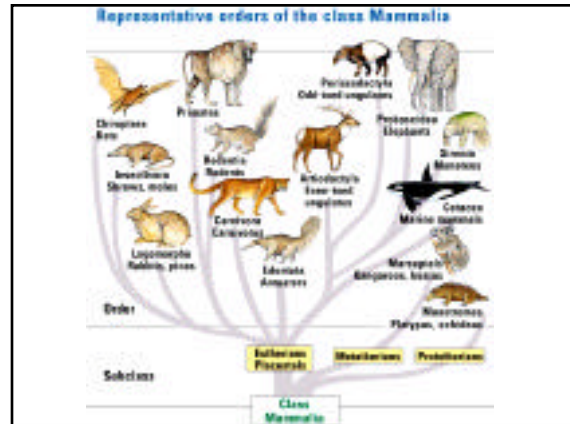 Representative orders of the class Mammalia
Perissodactyla
Odd-toed ungulates
Chiroptera
Bats
Primates
Proboscidea
Elephants
Rodentia
Rodents
Sirenia
Manatees
Insectivora
Shrews, moles
Artiodactyla
Even-toed
ungulates
Carnivora
Carnivores
Cetacea
Marine mammals
Lagomorpha
Rabbits, picas
Edentata
Anteaters
Marsupials
Kangaroos, koalas
Monotremes
Platypus, echidnas
Order
Eutherians
Placentals
Metatherians
Prototherians
Subclass
Class
Mammalia